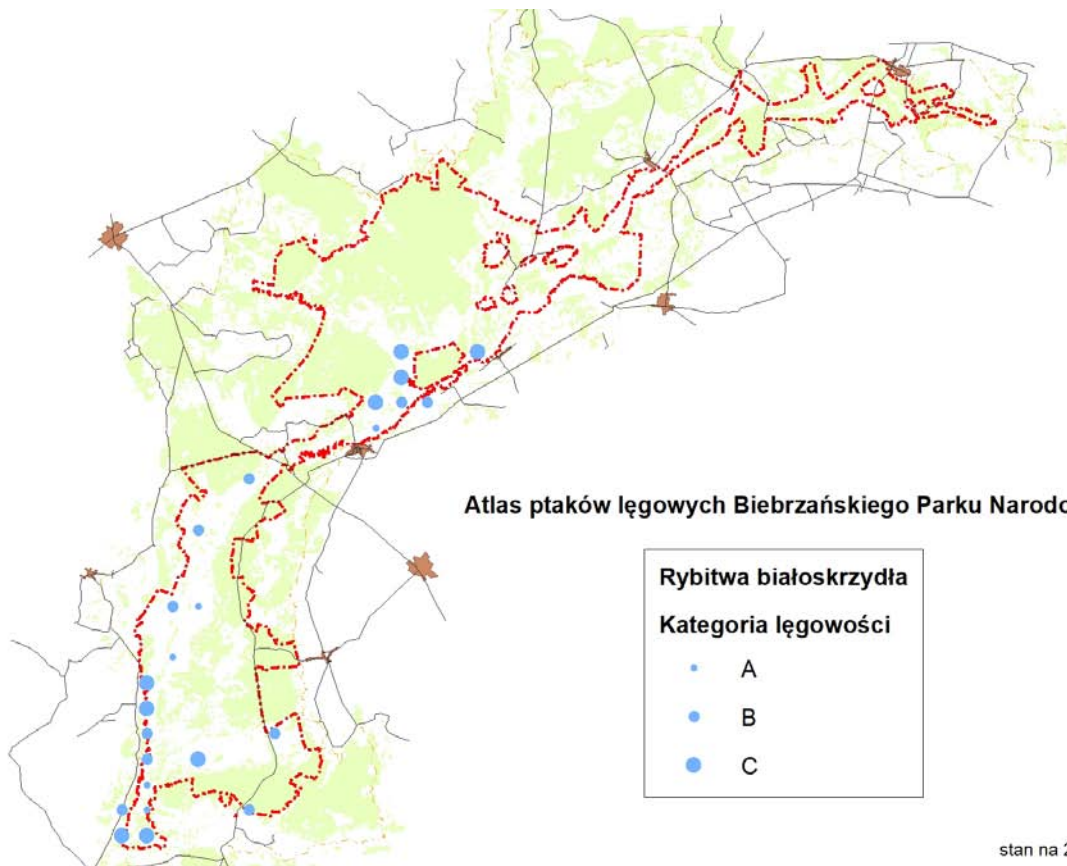 Atlas ptaków lęgowych Biebrzańskiego Parku Narodo
Rybitwa białoskrzydła
Kategoria lęgowości
A
B
C
stan na 2